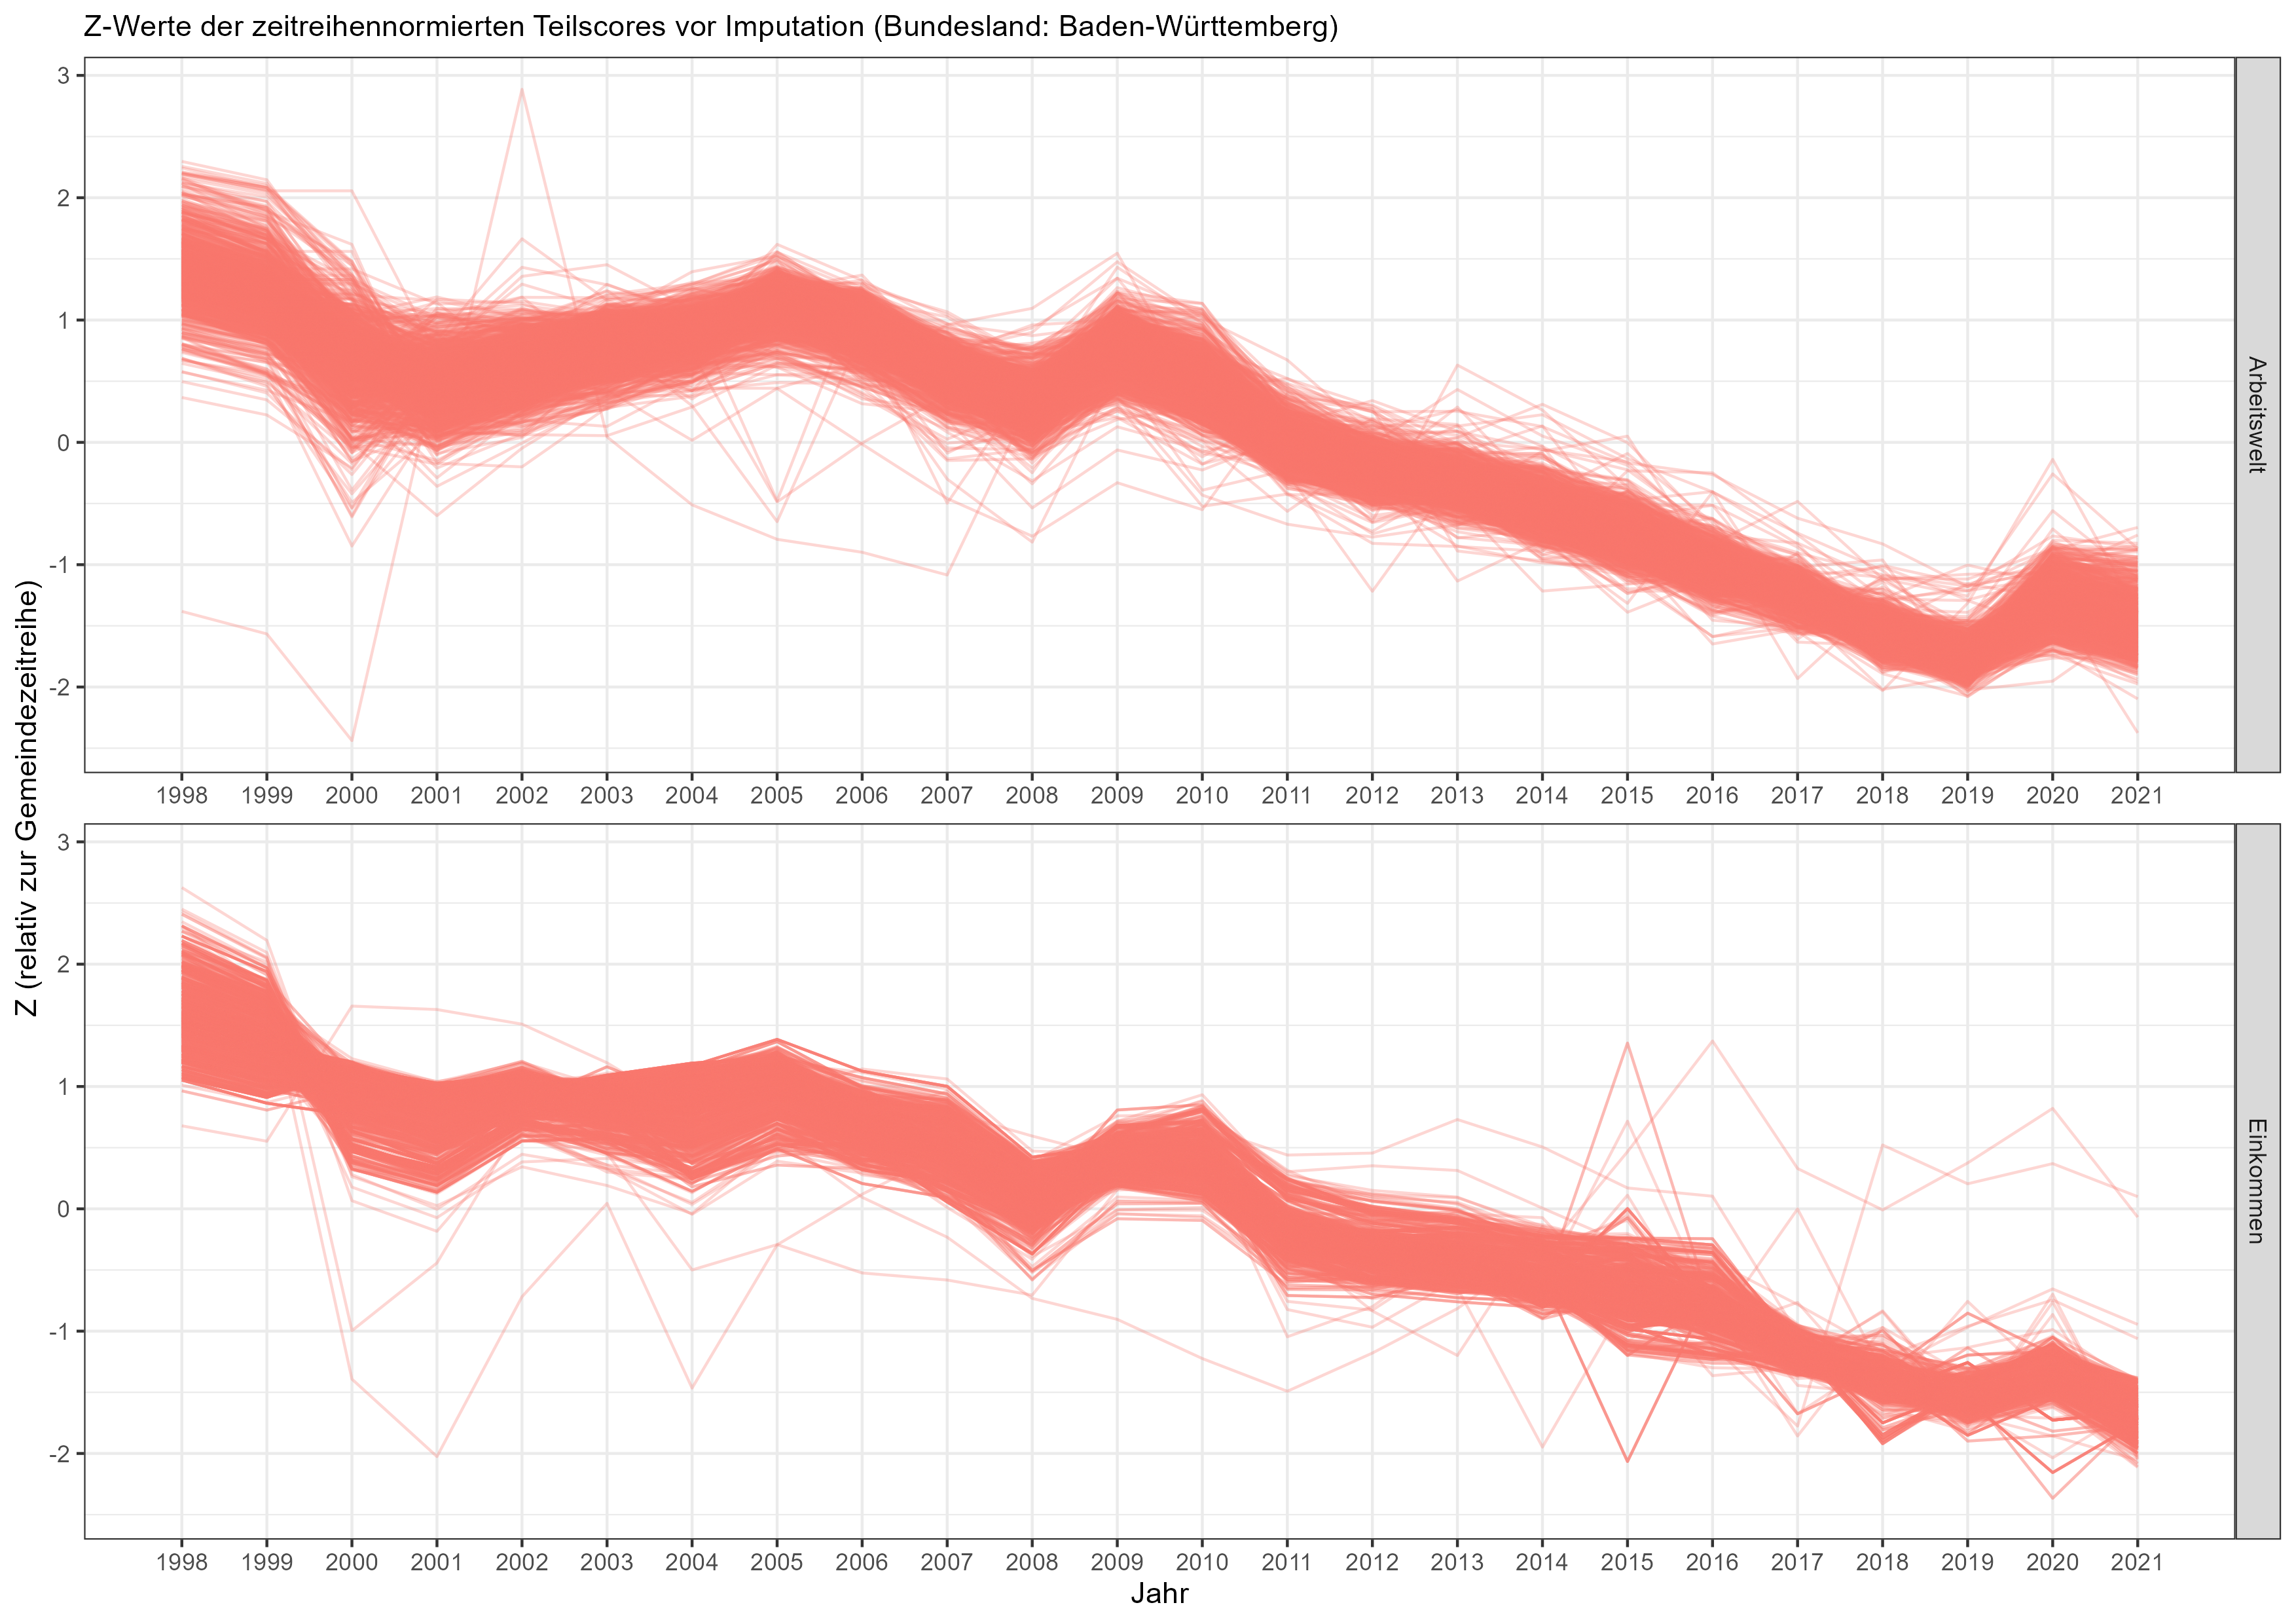 Z-Werte der zeitreihennormierten Teilscores vor Imputation (Bundesland: Baden-Württemberg)
Z (relativ zur Gemeindezeitreihe)
3
2
1
0
-1
-2
Arbeitswelt
1998 1999 2000 2001 2002 2003 2004 2005 2006 2007 2008 2009 2010 2011 2012 2013 2014 2015 2016 2017 2018 2019 2020 2021
3
2
1
0
-1
-2
Einkommen
1998 1999 2000 2001 2002 2003 2004 2005 2006 2007 2008 2009 2010 2011 2012 2013 2014 2015 2016 2017 2018 2019 2020 2021
Jahr